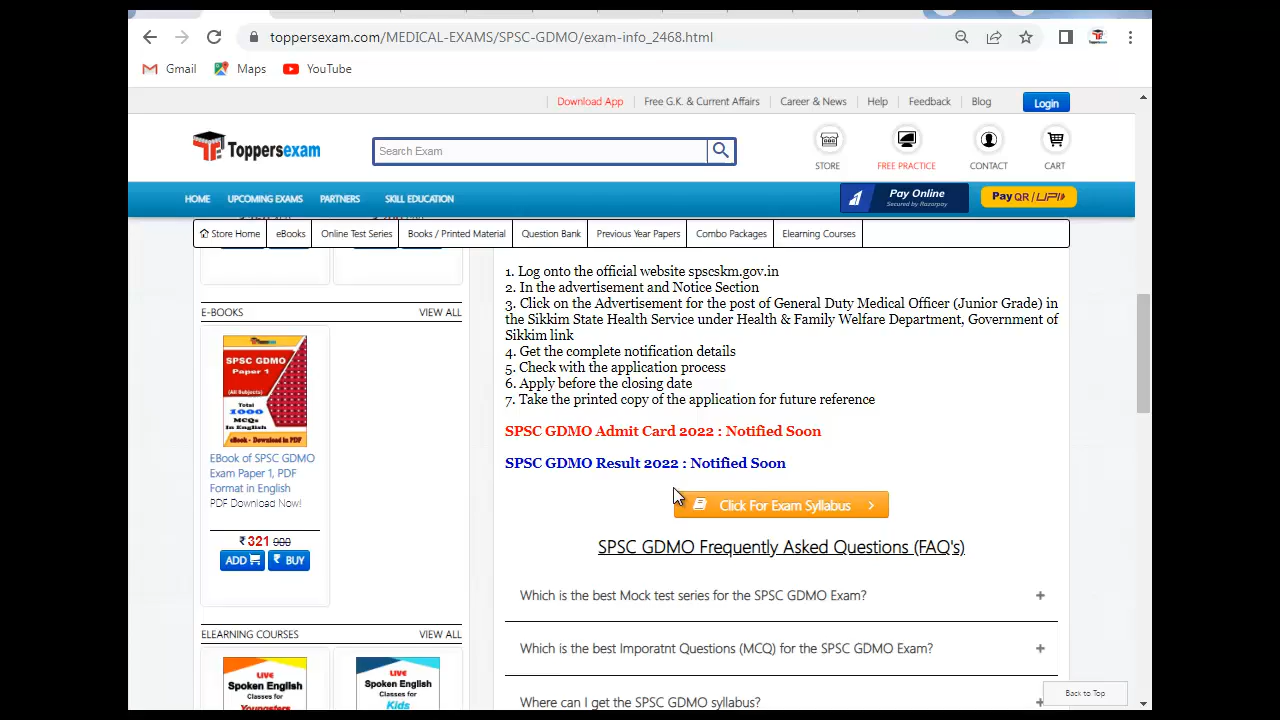 toppersexam.com/MEDICAL-EXAMS/SPSC-GDMO/exam-info_2468.html
Gmail Maps YouTube
Download App Free G.K. & Current Affairs Career & News Help Feedback Blog Login
Toppersexam
Search Exam
STORE FREE PRACTICE CONTACT CART
HOME UPCOMING EXAMS PARTNERS SKILL EDUCATION
Pay Online
Secured by Razorpay
Pay QR / UPI
Store Home eBooks Online Test Series Books / Printed Material Question Bank Previous Year Papers Combo Packages Elearning Courses
1. Log onto the official website spscskm.gov.in
2. In the advertisement and Notice Section
3. Click on the Advertisement for the post of General Duty Medical Officer (Junior Grade) in
the Sikkim State Health Service under Health & Family Welfare Department, Government of
Sikkim link
4. Get the complete notification details
5. Check with the application process
6. Apply before the closing date
7. Take the printed copy of the application for future reference
SPSC GDMO Admit Card 2022 : Notified Soon
SPSC GDMO Result 2022 : Notified Soon
Click For Exam Syllabus
SPSC GDMO Frequently Asked Questions (FAQ's)
Which is the best Mock test series for the SPSC GDMO Exam? +
Which is the best Imporatnt Questions (MCQ) for the SPSC GDMO Exam? +
Where can I get the SPSC GDMO syllabus? +
Back to Top
E-BOOKS VIEW ALL
SPSC GDMO
Paper 1
(All Subjects)
Total
1000
MCQs
In English
eBook - Download in PDF
EBook of SPSC GDMO
Exam Paper 1, PDF
Format in English
PDF Download Now!
₹ 321 900
ADD ₹ BUY
ELEARNING COURSES VIEW ALL
LIVE
Spoken English
Classes for
Youngsters
LIVE
Spoken English
Classes for
Kids